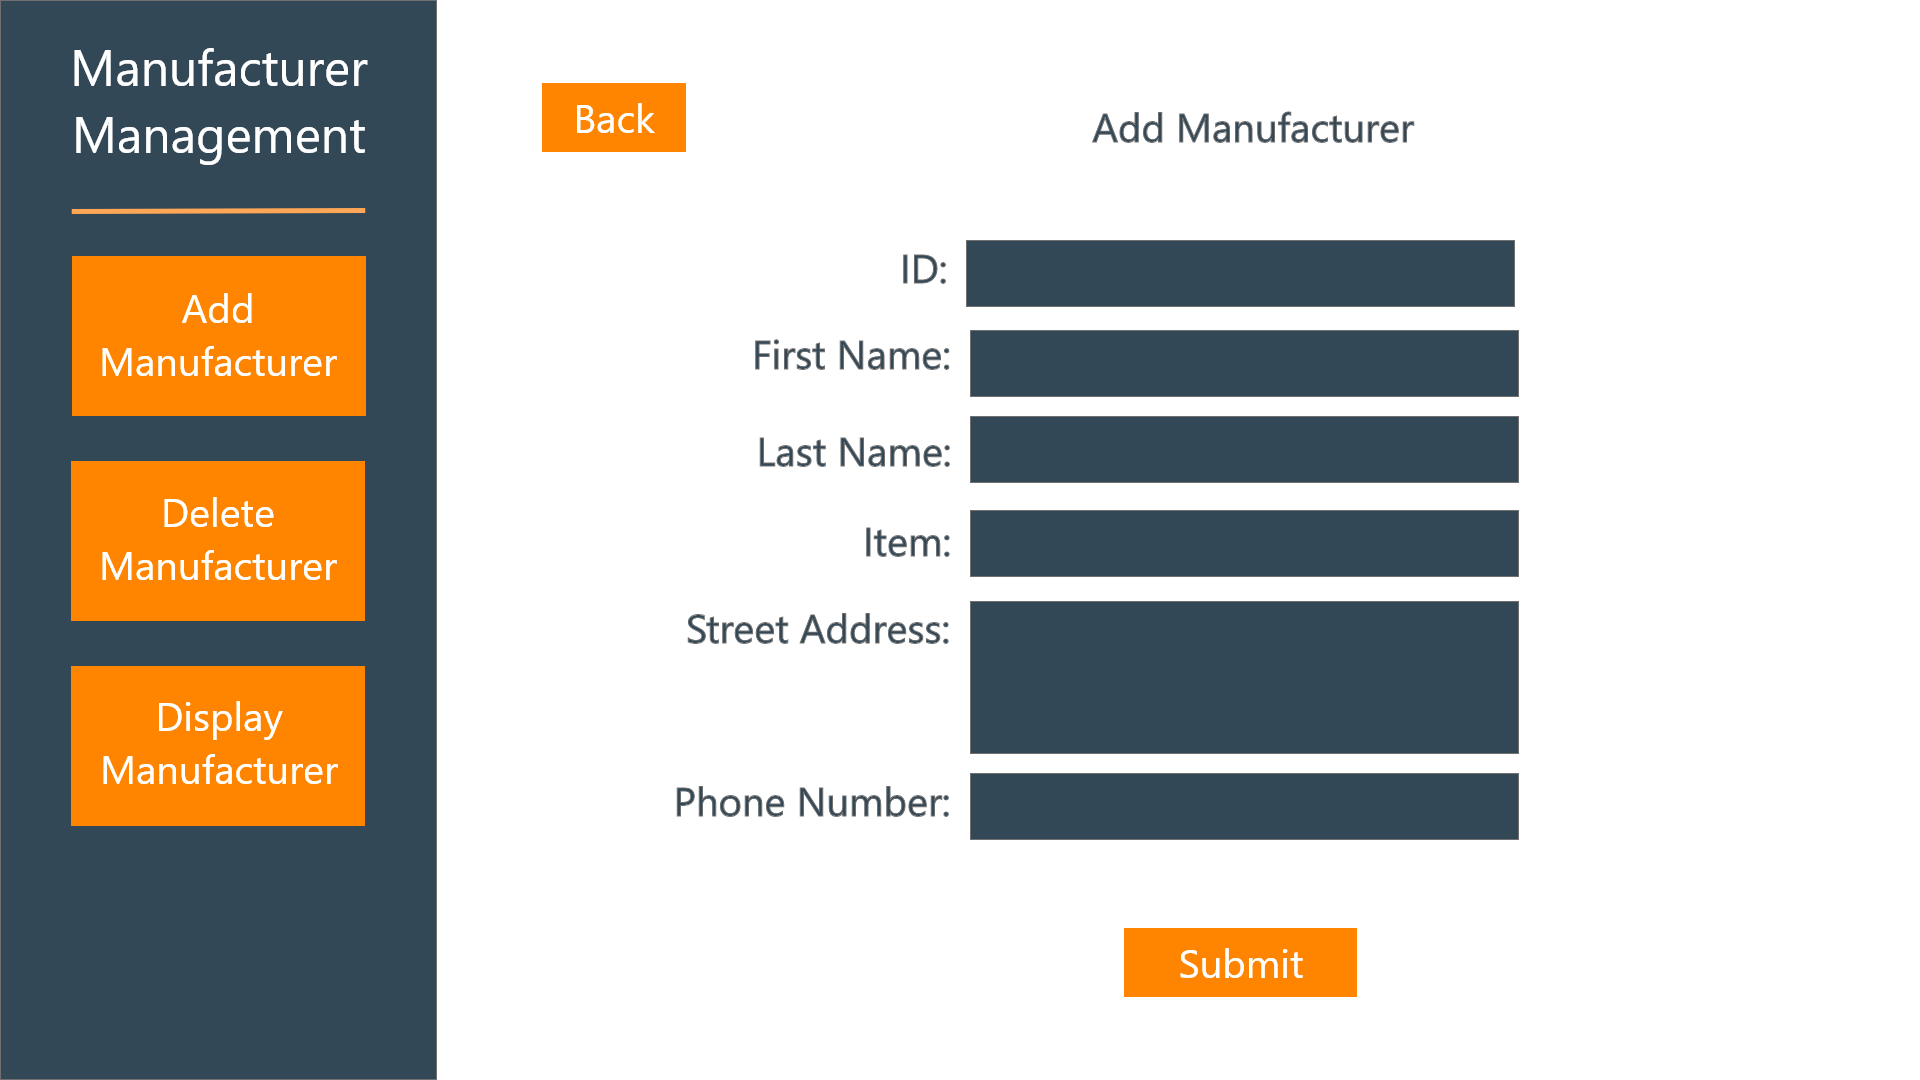 Manufacturer
Management
Add
Manufacturer
Delete
Manufacturer
Display
Manufacturer
Back
Add Manufacturer
ID:
First Name:
Last Name:
Item:
Street Address:
Phone Number:
Submit